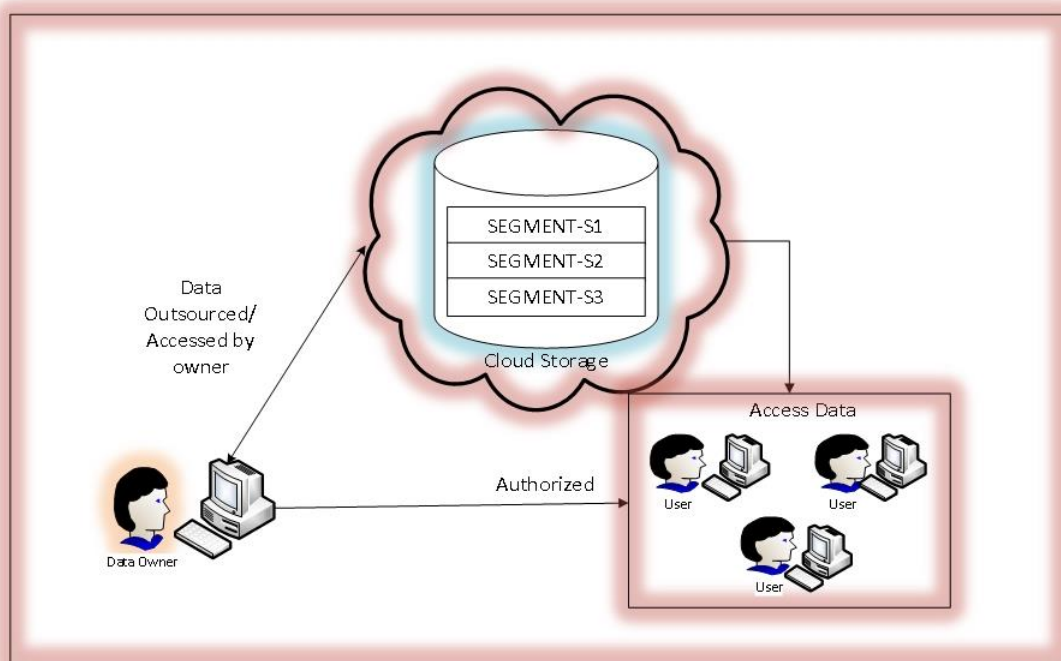 SEGMENT-S1
SEGMENT-S2
SEGMENT-S3
Cloud Storage
Data
Outsourced/
Accessed by
owner
Access Data
User
User
User
Authorized
Data Owner